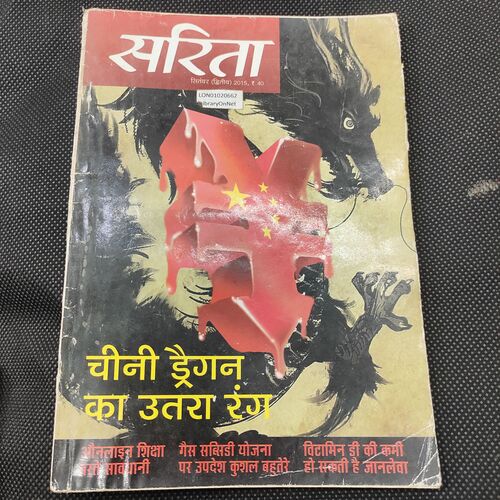 सरिता
सितंबर (द्वितीय) 2015, ₹ 40
LON01020662
LibraryOnNet
चीनी ड्रैगन
का उतरा रंग
ऑनलाइन शिक्षा
बरतें सावधानी
गैस सब्सिडी योजना
पर उपदेश कुशल बहुतेरे
विटामिन डी की कमी
हो सकती है जानलेवा